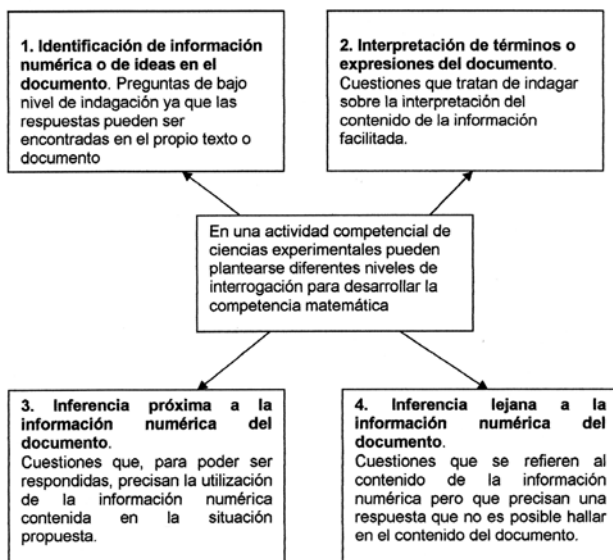 1. Identificación de información
numérica o de ideas en el
documento. Preguntas de bajo
nivel de indagación ya que las
respuestas pueden ser
encontradas en el propio texto o
documento
2. Interpretación de términos o
expresiones del documento.
Cuestiones que tratan de indagar
sobre la interpretación del
contenido de la información
facilitada.
En una actividad competencial de
ciencias experimentales pueden
plantearse diferentes niveles de
interrogación para desarrollar la
competencia matemática
3. Inferencia próxima a la
información numérica del
documento.
Cuestiones que, para poder ser
respondidas, precisan la utilización
de la información numérica
contenida en la situación
propuesta.
4. Inferencia lejana a la
información numérica del
documento.
Cuestiones que se refieren al
contenido de la información
numérica pero que precisan una
respuesta que no es posible hallar
en el contenido del documento.